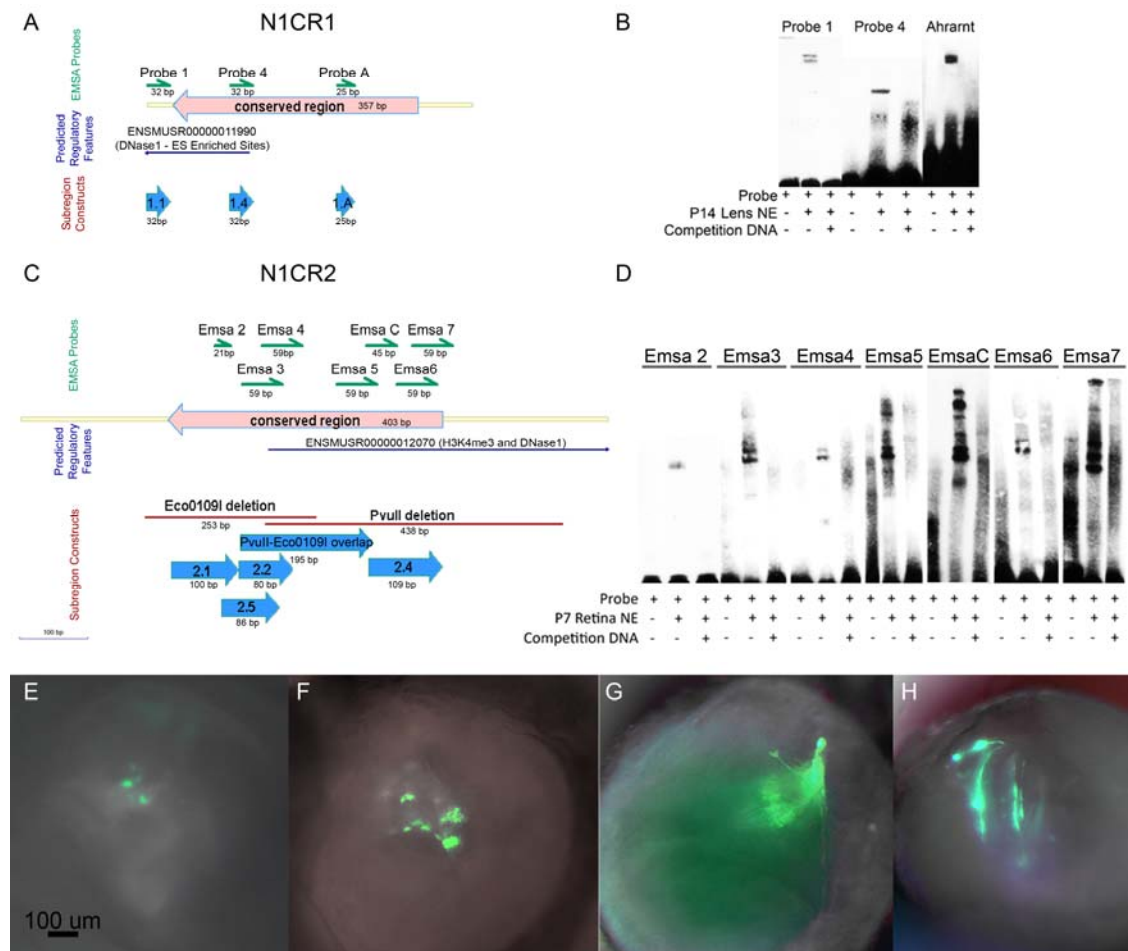 A
N1CR1
EMSA Probes
Predicted
Regulatory
Features
Subregion
Constructs
Probe 1
32 bp
Probe 4
32 bp
Probe A
25 bp
conserved region 357 bp
ENSMUSR00000011990
(DNase1 - ES Enriched Sites)
1.1
32bp
1.4
32bp
1.A
25bp
B
Probe 1 Probe 4 Ahrarnt
Probe + + + + + + + + +
P14 Lens NE - + + - + + - + +
Competition DNA - - + - - + - - +
C
N1CR2
EMSA Probes
Predicted
Regulatory
Features
Subregion Constructs
Emsa 2
21bp
Emsa 4
59bp
Emsa C
45 bp
Emsa 7
59 bp
Emsa 3
59 bp
Emsa 5
59 bp
Emsa6
59 bp
conserved region 403 bp
ENSMUSR00000012070 (H3K4me3 and DNase1)
Eco0109I deletion
253 bp
PvuII deletion
438 bp
PvuII-Eco0109I overlap
195 bp
2.1
100 bp
2.2
80 bp
2.4
109 bp
2.5
86 bp
100 bp
D
Emsa 2 Emsa3 Emsa4 Emsa5 EmsaC Emsa6 Emsa7
Probe + + + + + + + + + + + + + + + + + + + + +
P7 Retina NE - + + - + + - + + - + + - + + - + + - + +
Competition DNA - - + - - + - - + - - + - - + - - + - - +
E
F
G
H
100 um